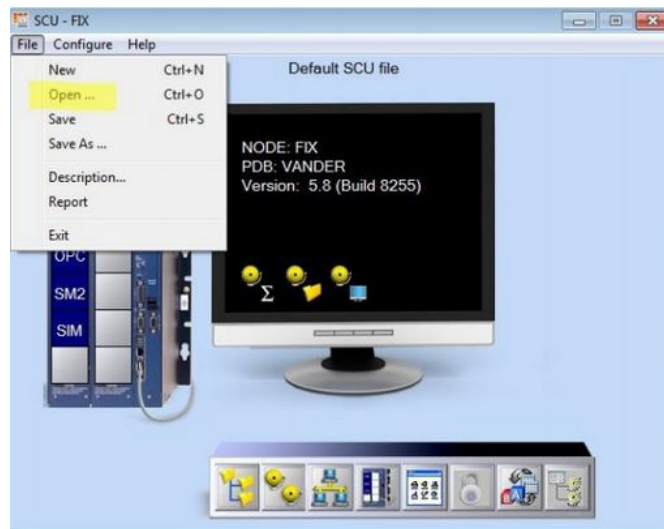 SCU - FIX
File Configure Help
New Ctrl+N
Open ... Ctrl+O
Save Ctrl+S
Save As ...
Description...
Report
Exit
Default SCU file
NODE: FIX
PDB: VANDER
Version: 5.8 (Build 8255)
Σ
OPC
SM2
SIM